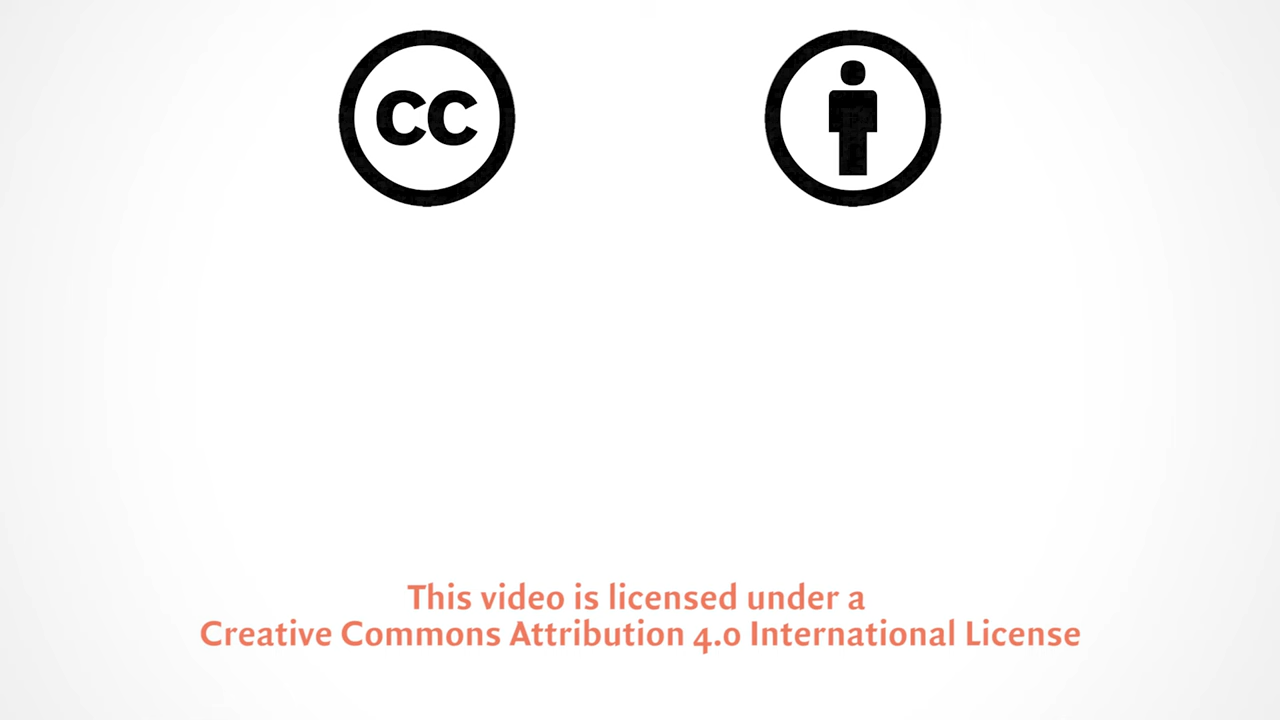 cc
This video is licensed under a
Creative Commons Attribution 4.0 International License